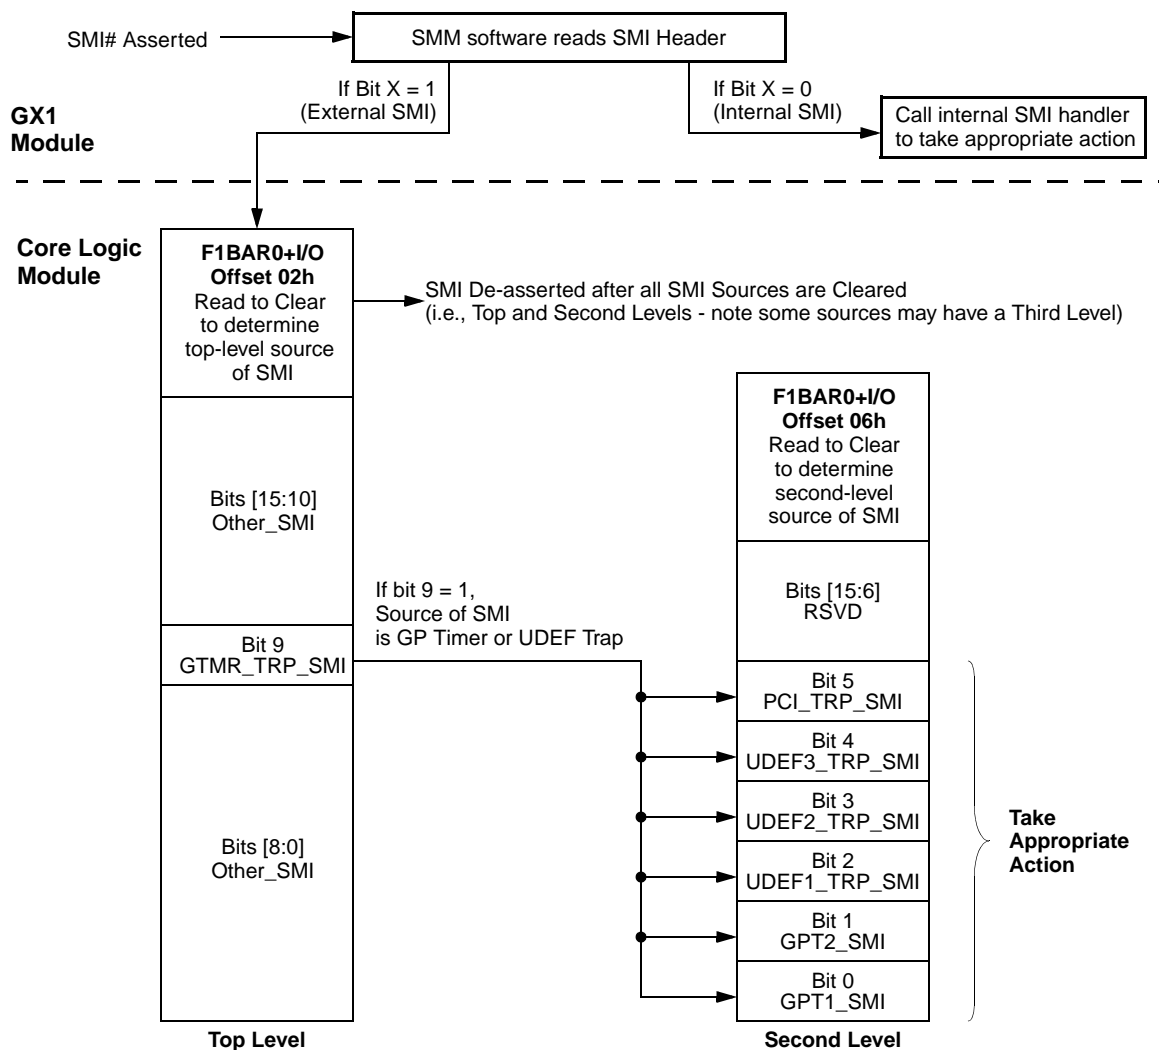 SMI# Asserted
SMM software reads SMI Header
If Bit X = 1
(External SMI)
If Bit X = 0
(Internal SMI)
GX1
Module
Call internal SMI handler
to take appropriate action
Core Logic
Module
F1BAR0+I/O
Offset 02h
Read to Clear
to determine
top-level source
of SMI
SMI De-asserted after all SMI Sources are Cleared
(i.e., Top and Second Levels - note some sources may have a Third Level)
Bits [15:10]
Other_SMI
If bit 9 = 1,
Source of SMI
is GP Timer or UDEF Trap
Bit 9
GTMR_TRP_SMI
Bits [8:0]
Other_SMI
Top Level
F1BAR0+I/O
Offset 06h
Read to Clear
to determine
second-level
source of SMI
Bits [15:6]
RSVD
Bit 5
PCI_TRP_SMI
Bit 4
UDEF3_TRP_SMI
Bit 3
UDEF2_TRP_SMI
Bit 2
UDEF1_TRP_SMI
Bit 1
GPT2_SMI
Bit 0
GPT1_SMI
Second Level
Take
Appropriate
Action